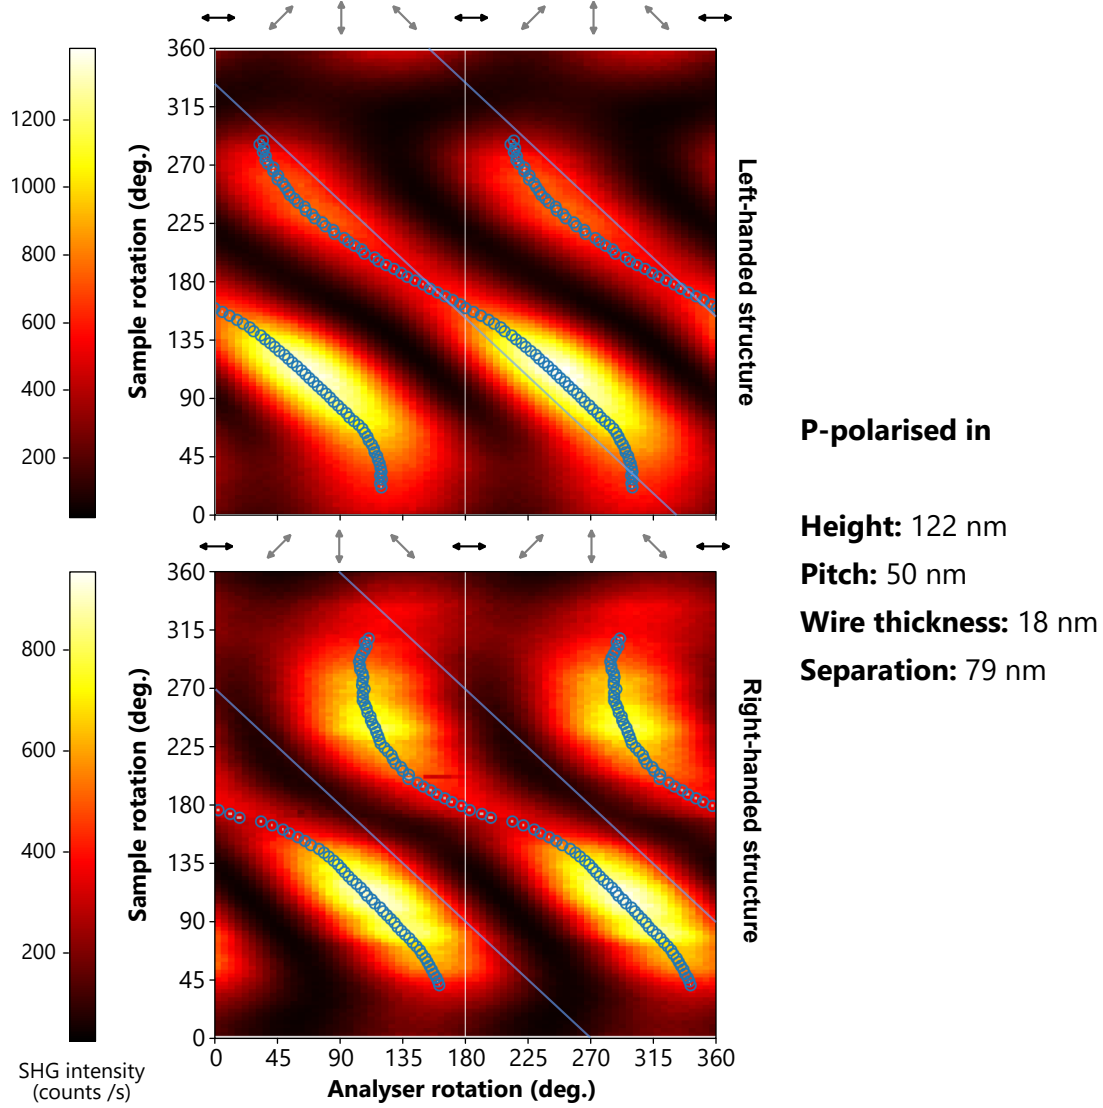 360
315
270
225
180
135
90
45
0
1200
1000
800
600
400
200
Sample rotation (deg.)
Left-handed structure
360
315
270
225
180
135
90
45
0
800
600
400
200
Sample rotation (deg.)
Right-handed structure
0 45 90 135 180 225 270 315 360
Analyser rotation (deg.)
SHG intensity
(counts /s)
P-polarised in
Height: 122 nm
Pitch: 50 nm
Wire thickness: 18 nm
Separation: 79 nm